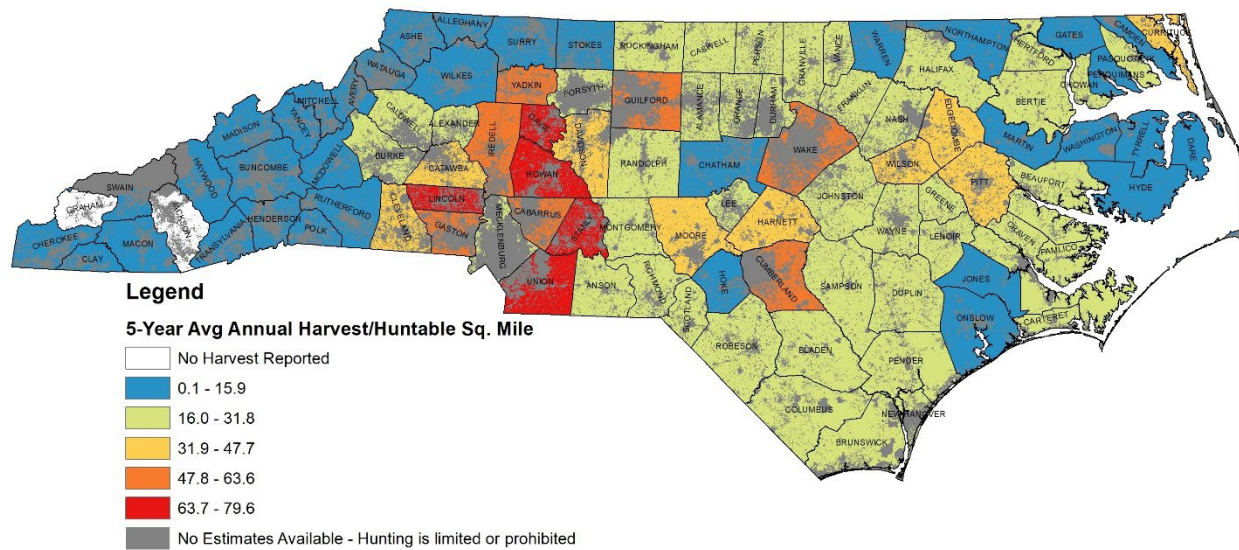 ALLEGHANY
ASHE
SURRY
STOKES
ROCKINGHAM
CASWELL
PERSON
GRANVILLE
VANCE
WARREN
NORTHAMPTON
HERTFORD
GATES
CAMDEN
CURRITUCK
PASQUOTANK
PERQUIMANS
CHOWAN
HALIFAX
BERTIE
WATAUGA
WILKES
YADKIN
FORSYTH
GUILFORD
ALAMANCE
ORANGE
DURHAM
FRANKLIN
NASH
EDGECOMBE
MARTIN
WASHINGTON
TYRRELL
DARE
MITCHELL
AVERY
YANCEY
MADISON
CALDWELL
ALEXANDER
IREDELL
DAVIE
DAVIDSON
RANDOLPH
CHATHAM
WAKE
WILSON
PITT
BEAUFORT
HYDE
BUNCOMBE
MCDOWELL
BURKE
CATAWBA
ROWAN
SWAIN
HAYWOOD
GRAHAM
JACKSON
HENDERSON
RUTHERFORD
CLEVELAND
LINCOLN
GASTON
CABARRUS
STANLY
MONTGOMERY
MOORE
LEE
HARNETT
JOHNSTON
GREENE
WAYNE
LENOIR
CRAVEN
PAMLICO
CHEROKEE
CLAY
MACON
TRANSYLVANIA
POLK
MECKLENBURG
UNION
ANSON
RICHMOND
SCOTLAND
HOKE
CUMBERLAND
SAMPSON
DUPLIN
JONES
ONSLOW
CARTERET
ROBESON
BLADEN
PENDER
COLUMBUS
NEW HANOVER
BRUNSWICK
Legend
5-Year Avg Annual Harvest/Huntable Sq. Mile
No Harvest Reported
0.1 - 15.9
16.0 - 31.8
31.9 - 47.7
47.8 - 63.6
63.7 - 79.6
No Estimates Available - Hunting is limited or prohibited